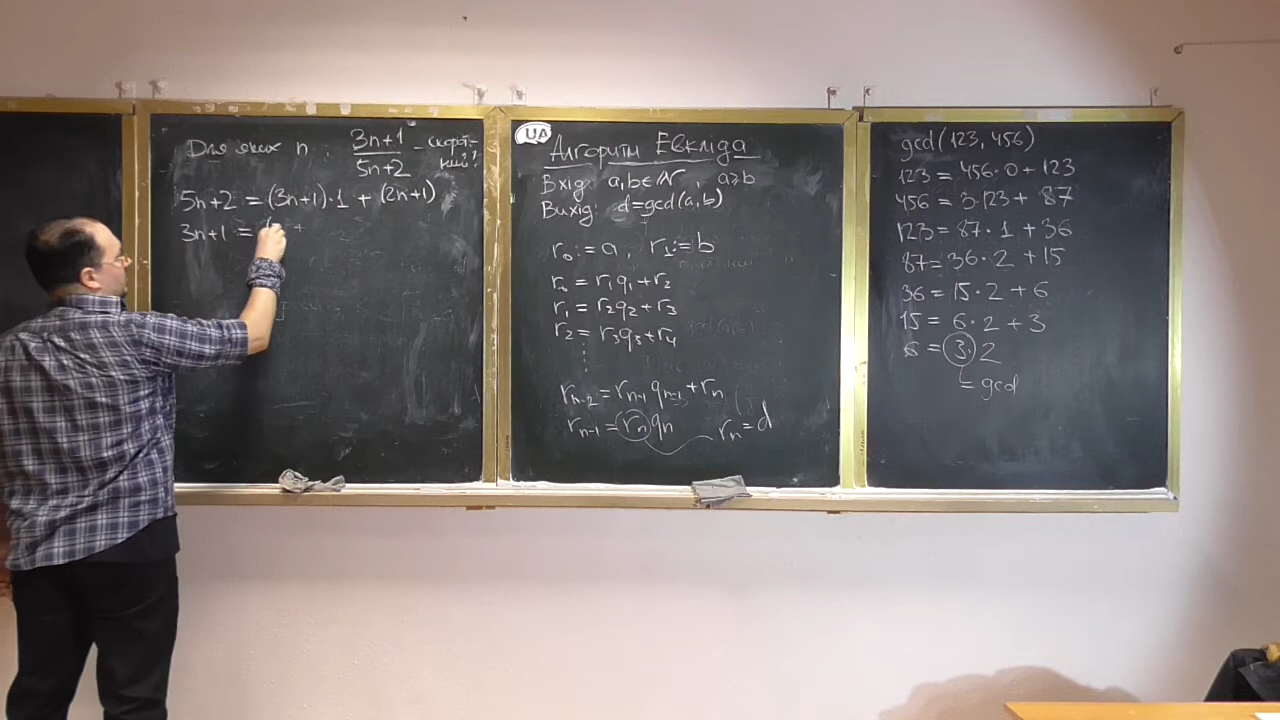 Для яких n : 3n+1/5n+2 - скорот-ний?
5n+2 = (3n+1)·1 + (2n+1)
3n+1 =
UA
Алгоритм Евкліда
Вхід: a,b∈ℕ, a≥b
Вихід: d=gcd(a,b)
r₀:=a, r₁:=b
r₀ = r₁q₁+r₂
r₁ = r₂q₂+r₃
r₂ = r₃q₃+r₄
rₙ₋₂ = rₙ₋₁qₙ₋₁+rₙ
rₙ₋₁ = rₙqₙ rₙ=d
gcd(123,456)
123 = 456·0 + 123
456 = 3·123 + 87
123 = 87·1 + 36
87 = 36·2 + 15
36 = 15·2 + 6
15 = 6·2 + 3
6 = 3·2
= gcd